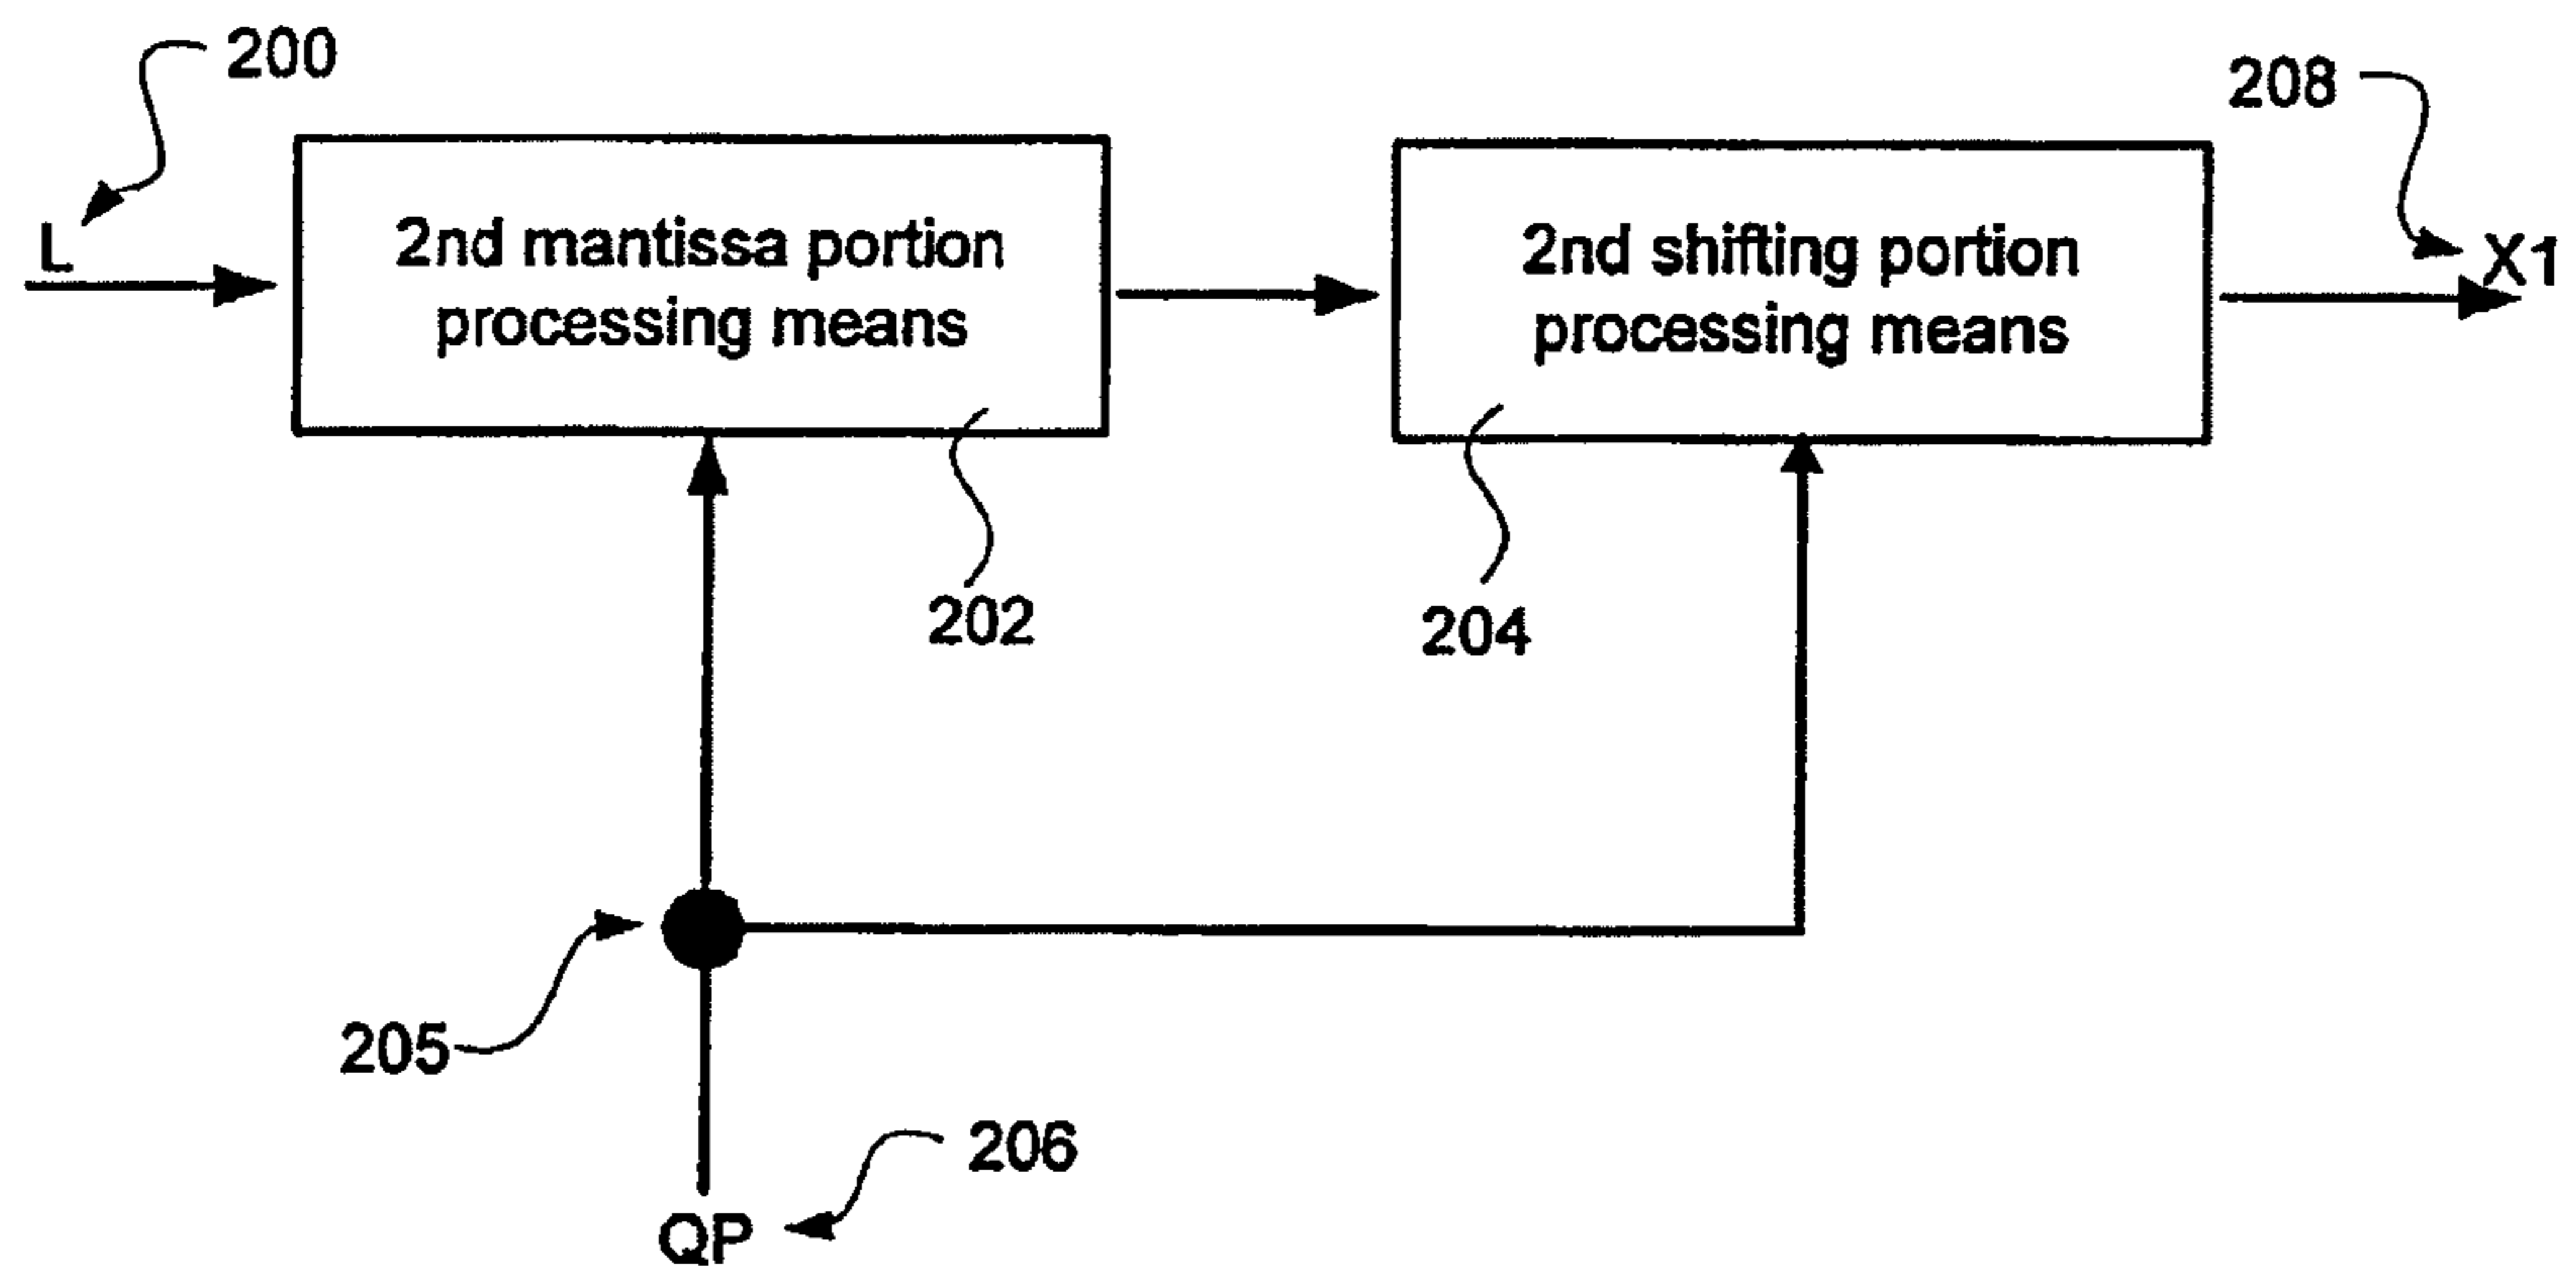 200
208
L
2nd mantissa portion
processing means
2nd shifting portion
processing means
X1
202
204
205
206
QP